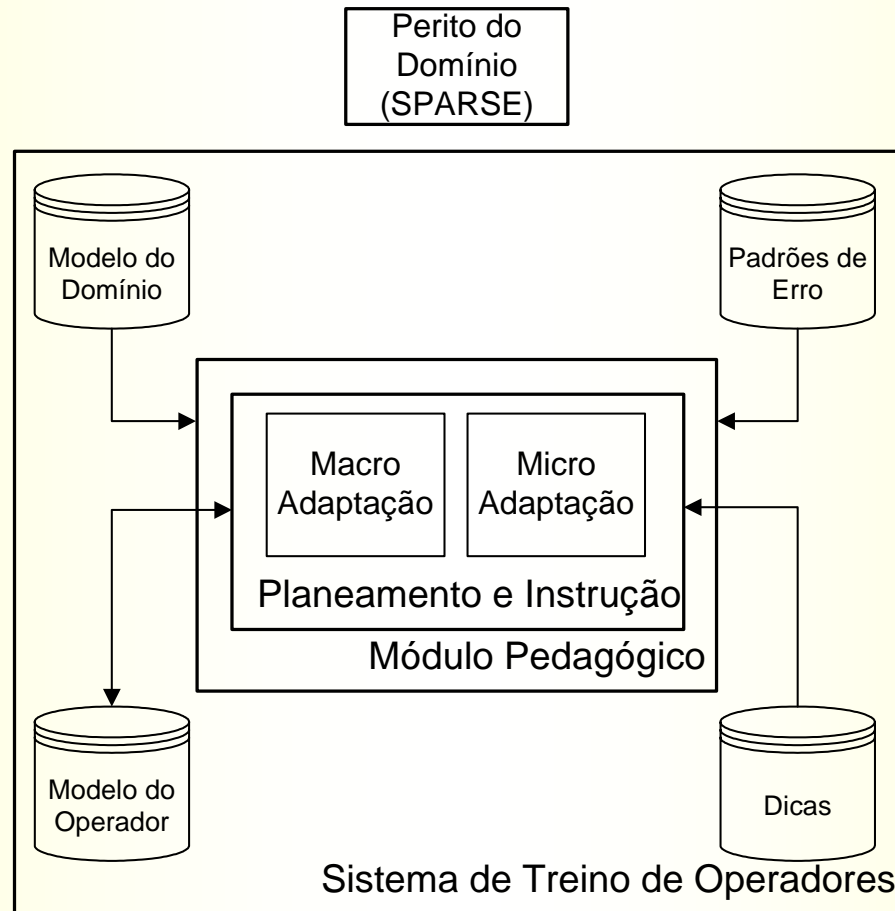 Perito do
Domínio
(SPARSE)
Modelo do
Domínio
Padrões de
Erro
Macro
Adaptação
Micro
Adaptação
Planeamento e Instrução
Módulo Pedagógico
Modelo do
Operador
Dicas
Sistema de Treino de Operadores